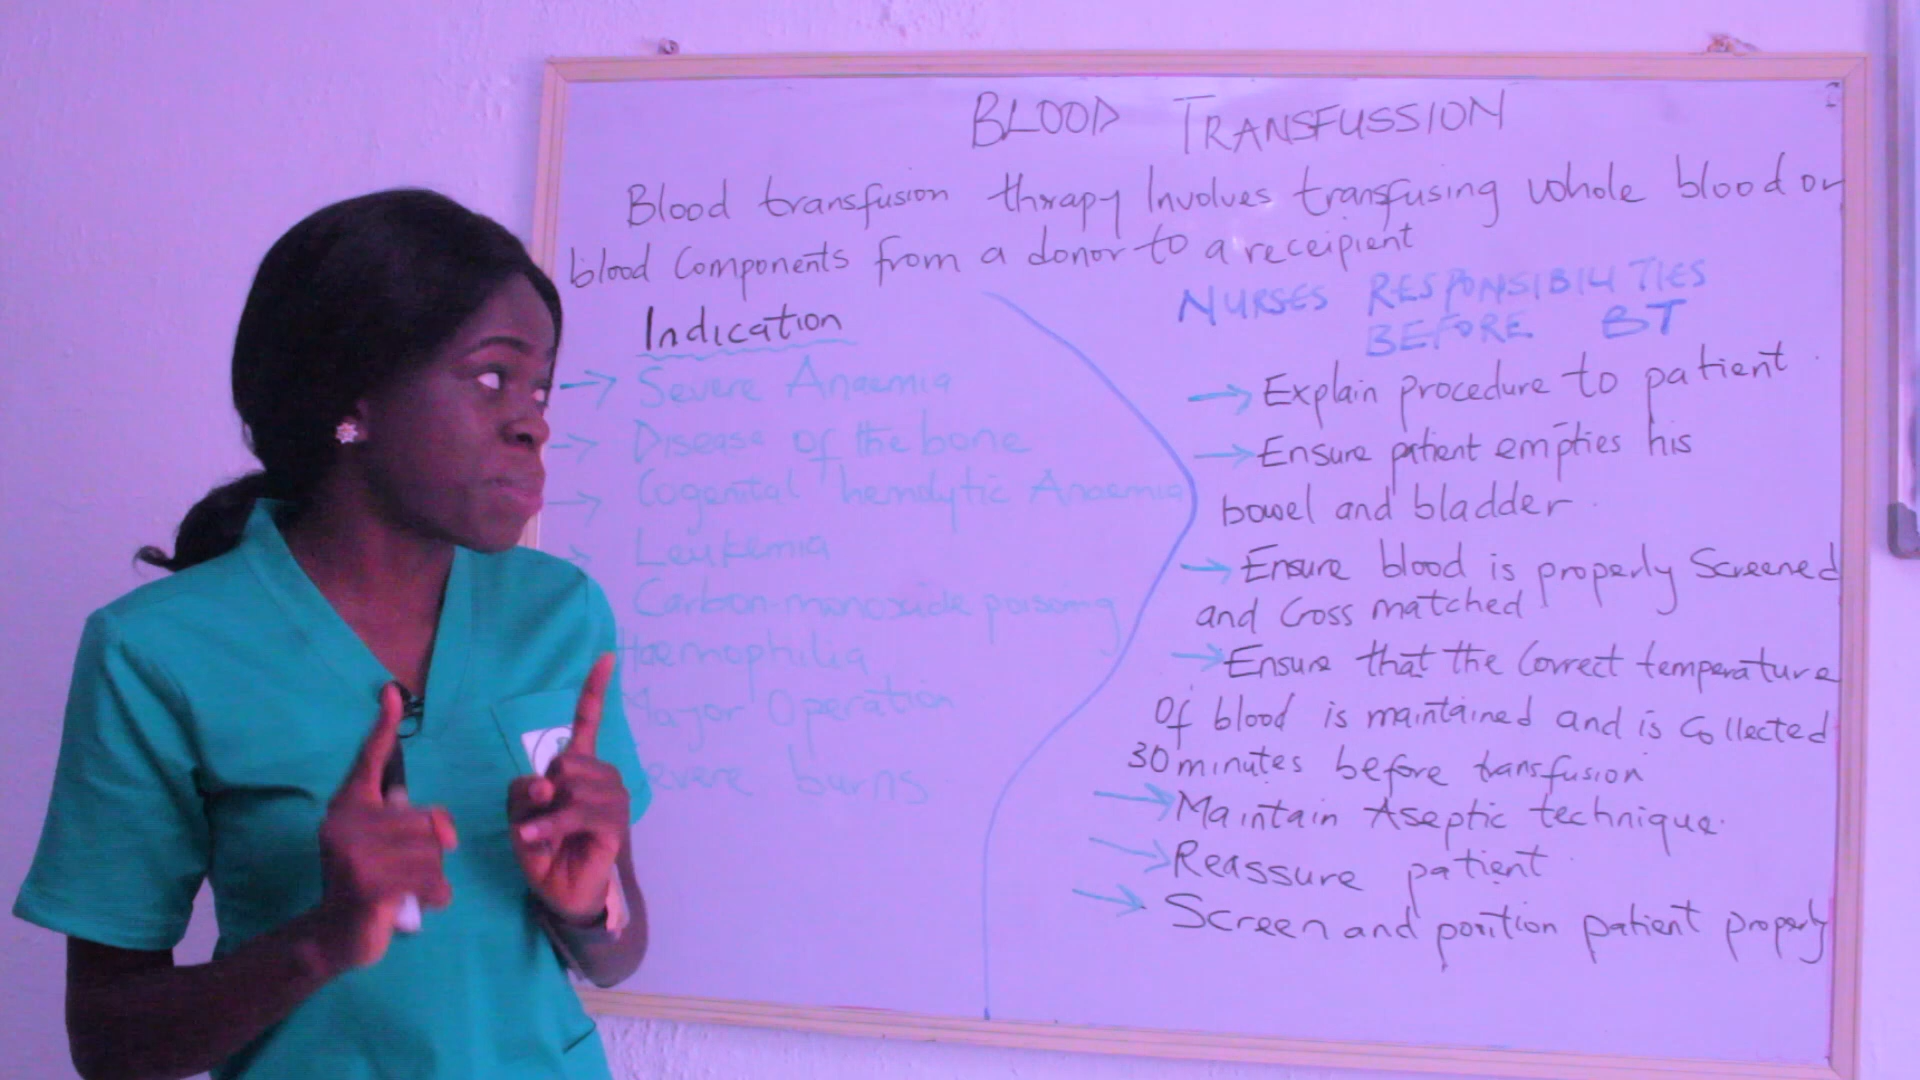 BLOOD TRANSFUSSION
Blood transfusion thrapy Involves transfusing whole blood or
blood Components from a donor to a receipient
Indication
→ Severe Anaemia
→ Disease of the bone
→ Cogenital hemolytic Anaemia
→ Leukemia
Carbon-monoxide
Haemophilia
Major Operation
Severe burns
NURSES RESPONSIBILITIES
BEFORE BT
→ Explain procedure to patient
→ Ensure patient empties his
bowel and bladder
→ Ensure blood is properly Screened
and Cross matched
→ Ensure that the Correct temperature
Of blood is maintained and is Collected
30 minutes before transfusion
→ Maintain Aseptic technique.
→ Reassure patient
→ Screen and position patient properly